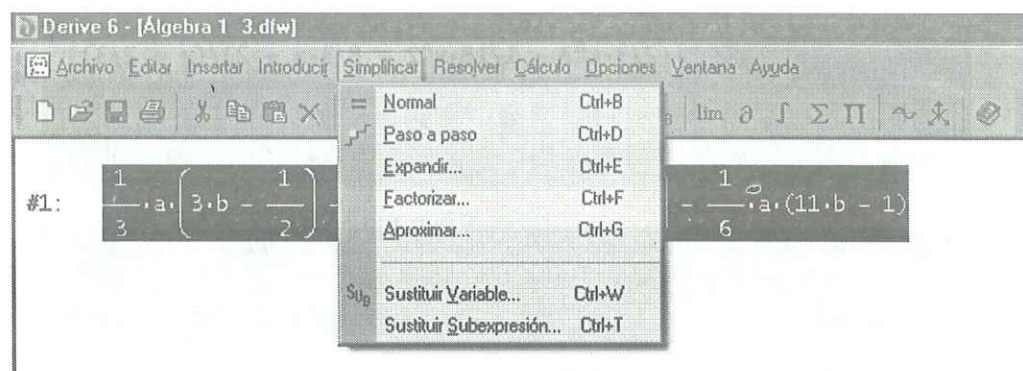 Derive 6 - [Álgebra 1 3.dfw]
Archivo Editar Insertar Introducir Simplificar Resolver Cálculo Opciones Ventana Ayuda
lim ∂ ∫ Σ Π
= Normal Ctrl+B
Paso a paso Ctrl+D
Expandir... Ctrl+E
Factorizar... Ctrl+F
Aproximar... Ctrl+G
SUB Sustituir Variable... Ctrl+W
Sustituir Subexpresión... Ctrl+T
#1: 1/3·a·(3·b - 1/2) - 1/6·a·(11·b - 1)